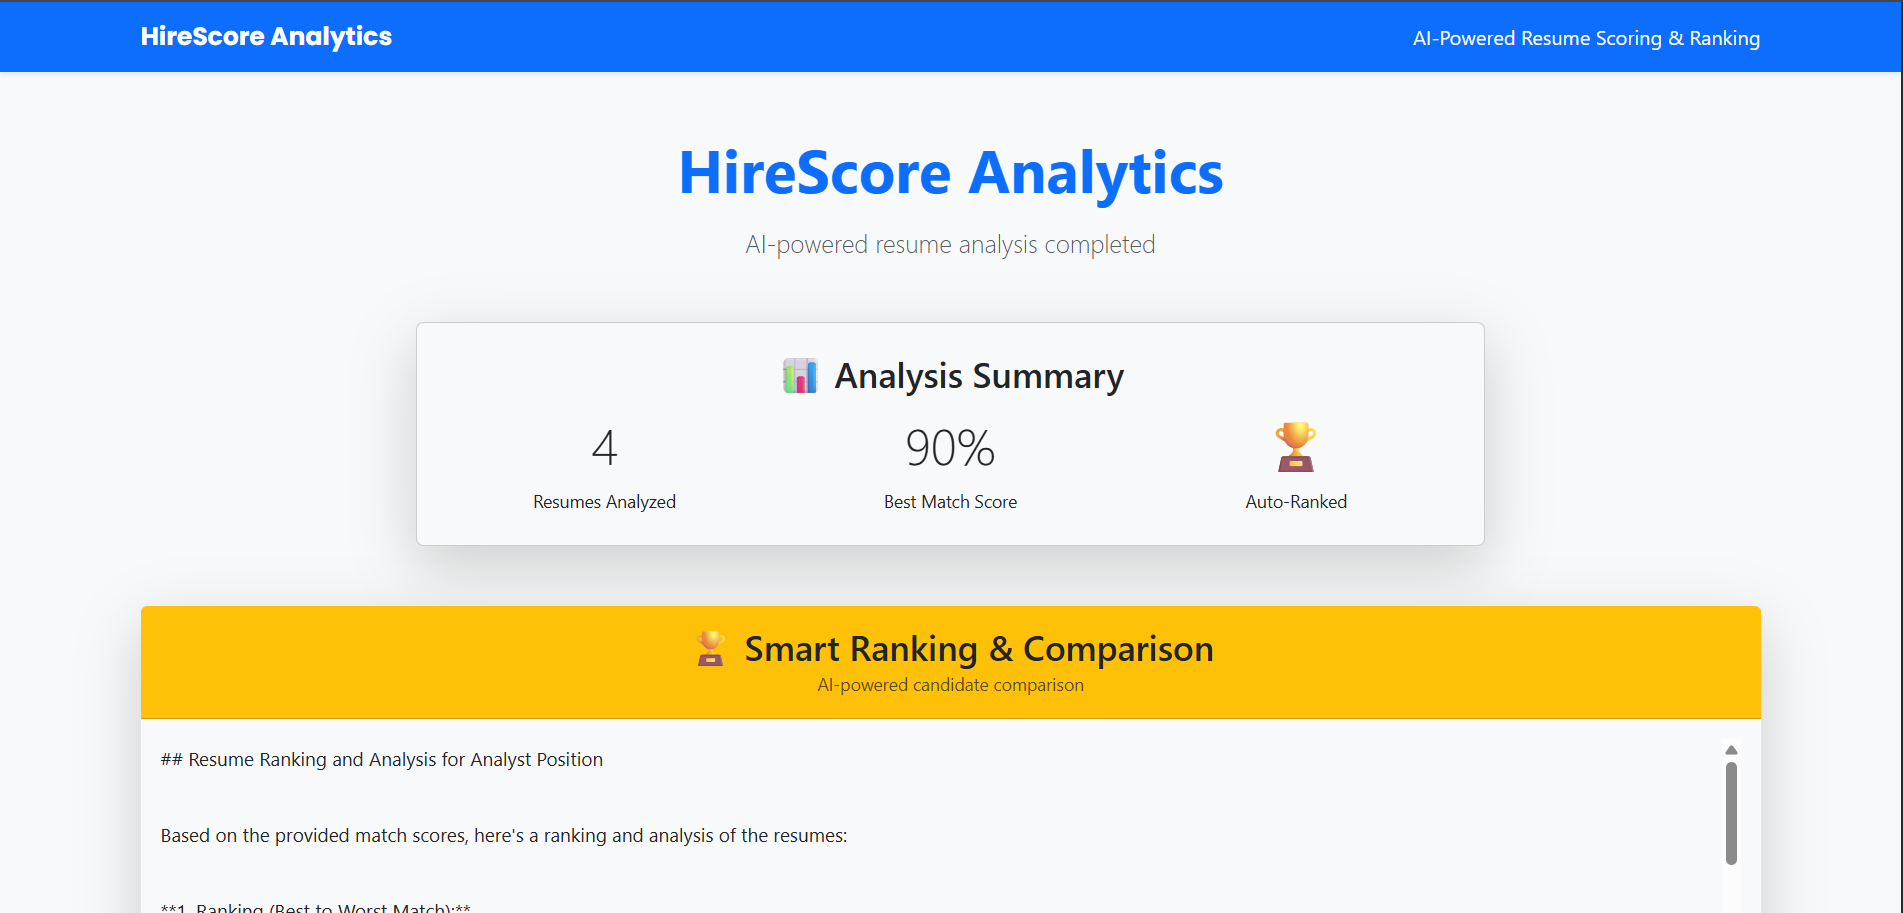 HireScore Analytics
AI-Powered Resume Scoring & Ranking
HireScore Analytics
AI-powered resume analysis completed
Analysis Summary
4
90%
Resumes Analyzed
Best Match Score
Auto-Ranked
Smart Ranking & Comparison
AI-powered candidate comparison
## Resume Ranking and Analysis for Analyst Position
Based on the provided match scores, here's a ranking and analysis of the resumes:
**1. Ranking (Best to Worst Match):**